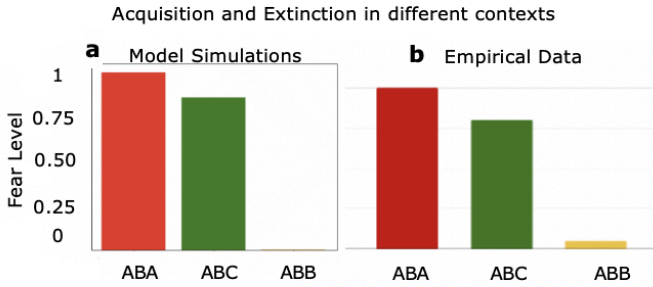 Acquisition and Extinction in different contexts
a Model Simulations
b Empirical Data
Fear Level
1
0.75
0.50
0.25
0
ABA ABC ABB
ABA ABC ABB